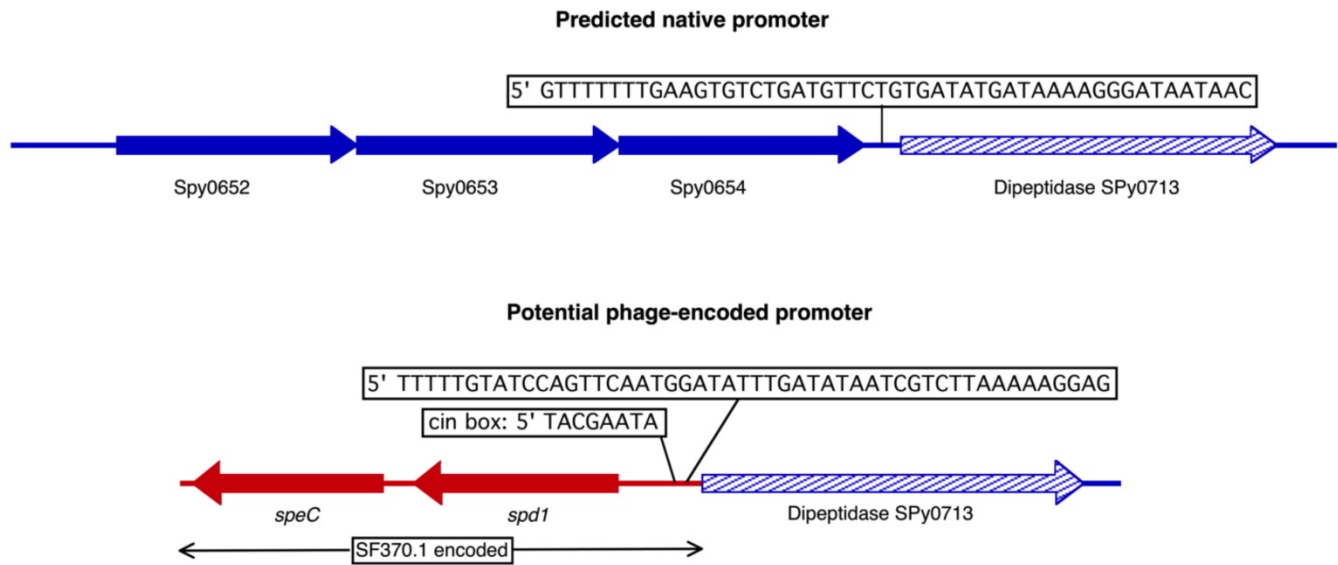 Predicted native promoter
5' GTTTTTTTGAAGTGTCTGATGTTCTGTGATATGATAAAAGGGATAATAAC
Spy0652
Spy0653
Spy0654
Dipeptidase SPy0713
Potential phage-encoded promoter
5' TTTTTGTATCCAGTTCAATGGATATTTGATATAATCGTCTTAAAAAGGAG
cin box: 5' TACGAATA
speC
spd1
Dipeptidase SPy0713
SF370.1 encoded